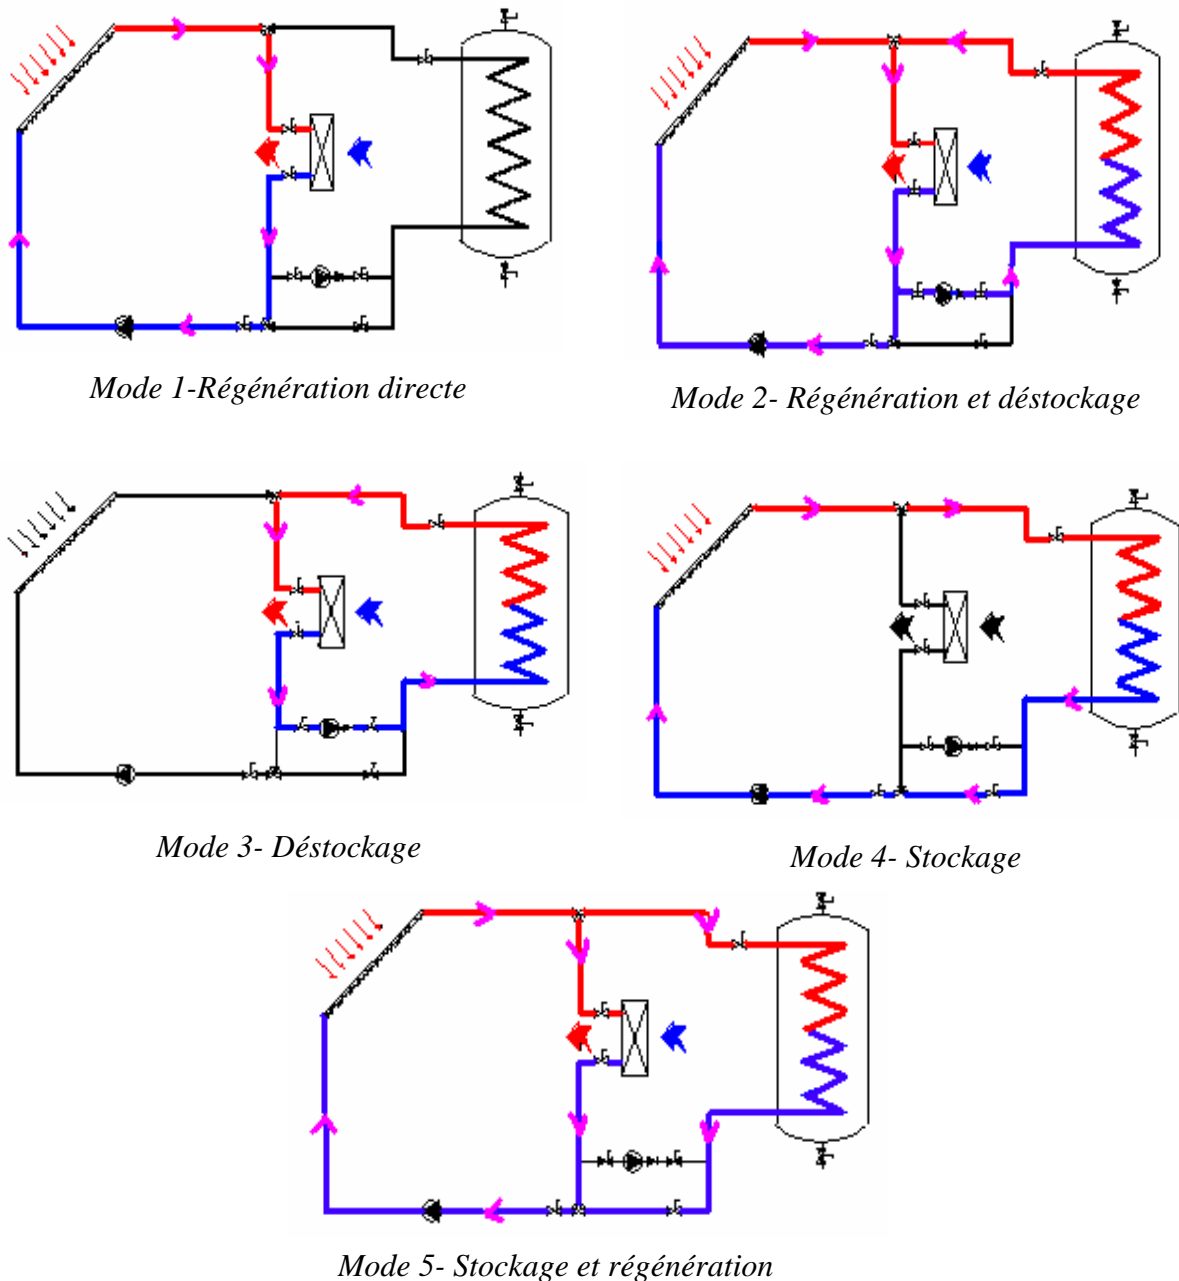 Mode 1-Régénération directe
Mode 2- Régénération et déstockage
Mode 3- Déstockage
Mode 4- Stockage
Mode 5- Stockage et régénération